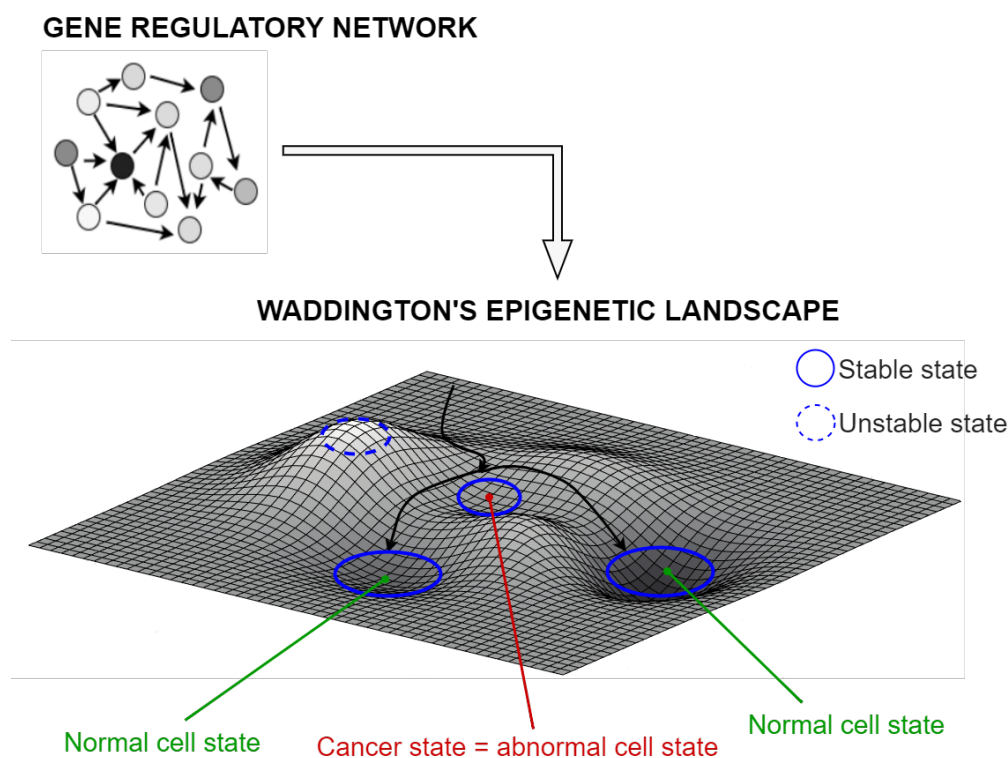 GENE REGULATORY NETWORK
WADDINGTON'S EPIGENETIC LANDSCAPE
Stable state
Unstable state
Normal cell state
Cancer state = abnormal cell state
Normal cell state